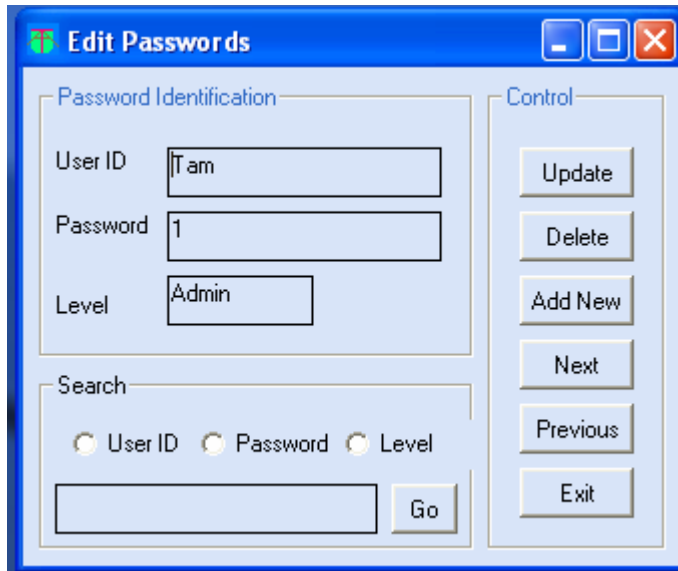 Edit Passwords
Password Identification
User ID
Tam
Password
1
Level
Admin
Search
User ID
Password
Level
Go
Control
Update
Delete
Add New
Next
Previous
Exit